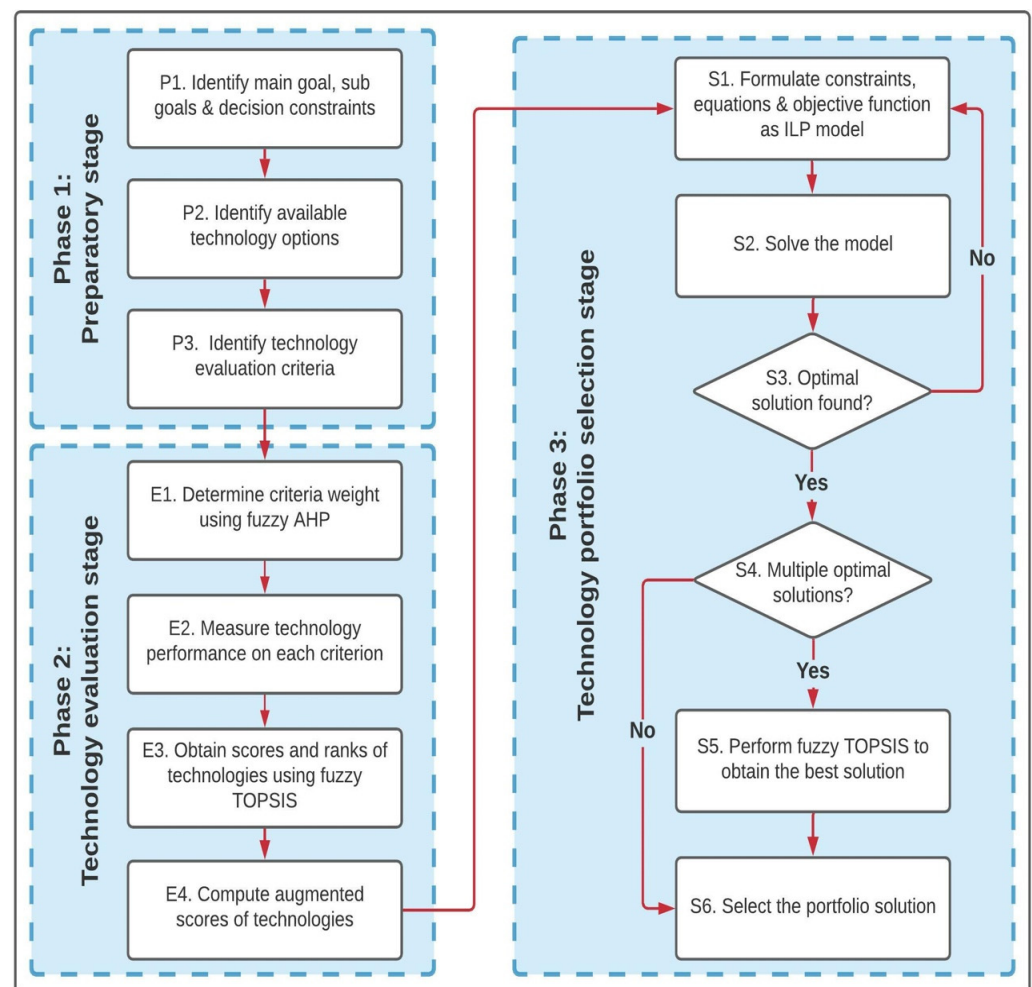 Phase 1:
Preparatory stage
P1. Identify main goal, sub
goals & decision constraints
P2. Identify available
technology options
P3. Identify technology
evaluation criteria
Phase 2:
Technology evaluation stage
E1. Determine criteria weight
using fuzzy AHP
E2. Measure technology
performance on each criterion
E3. Obtain scores and ranks of
technologies using fuzzy
TOPSIS
E4. Compute augmented
scores of technologies
Phase 3:
Technology portfolio selection stage
S1. Formulate constraints,
equations & objective function
as ILP model
S2. Solve the model
No
S3. Optimal
solution found?
Yes
S4. Multiple optimal
solutions?
Yes
No
S5. Perform fuzzy TOPSIS to
obtain the best solution
S6. Select the portfolio solution